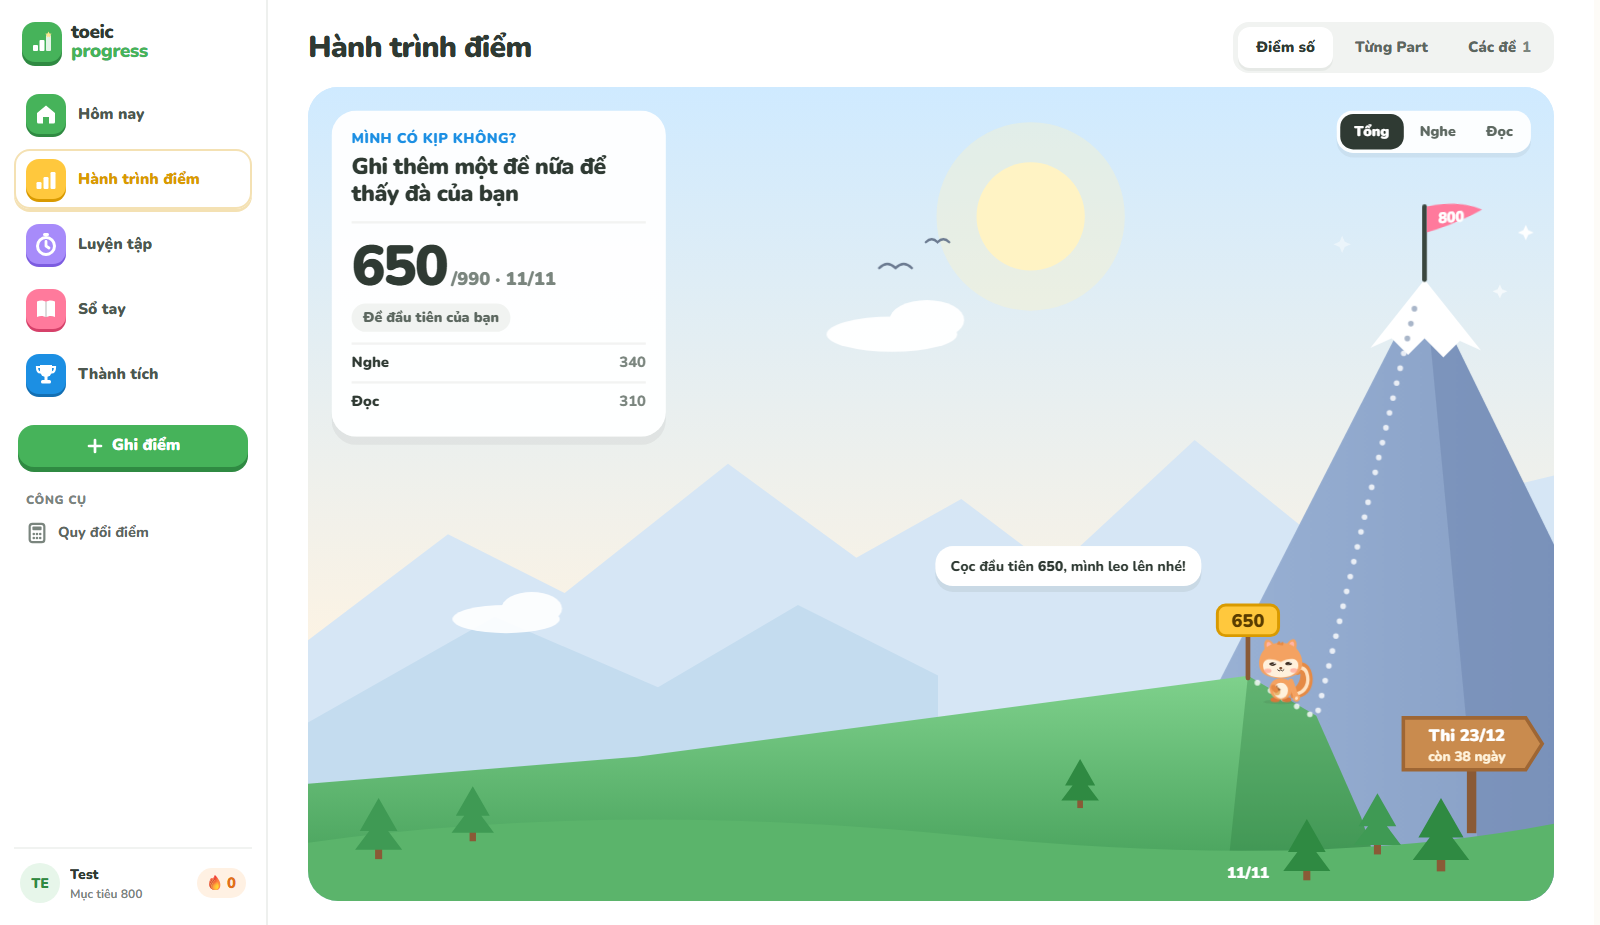 toeic
progress
Hôm nay
Hành trình điểm
Luyện tập
Sổ tay
Thành tích
Ghi điểm
CÔNG CỤ
Quy đổi điểm
TE
Test
Mục tiêu 800
0
Hành trình điểm
Điểm số
Từng Part
Các đề 1
MÌNH CÓ KỊP KHÔNG?
Ghi thêm một đề nữa để
thấy đà của bạn
650/990 · 11/11
Đề đầu tiên của bạn
Nghe 340
Đọc 310
Tổng
Nghe
Đọc
800
Cọc đầu tiên 650, mình leo lên nhé!
650
Thi 23/12
còn 38 ngày
11/11